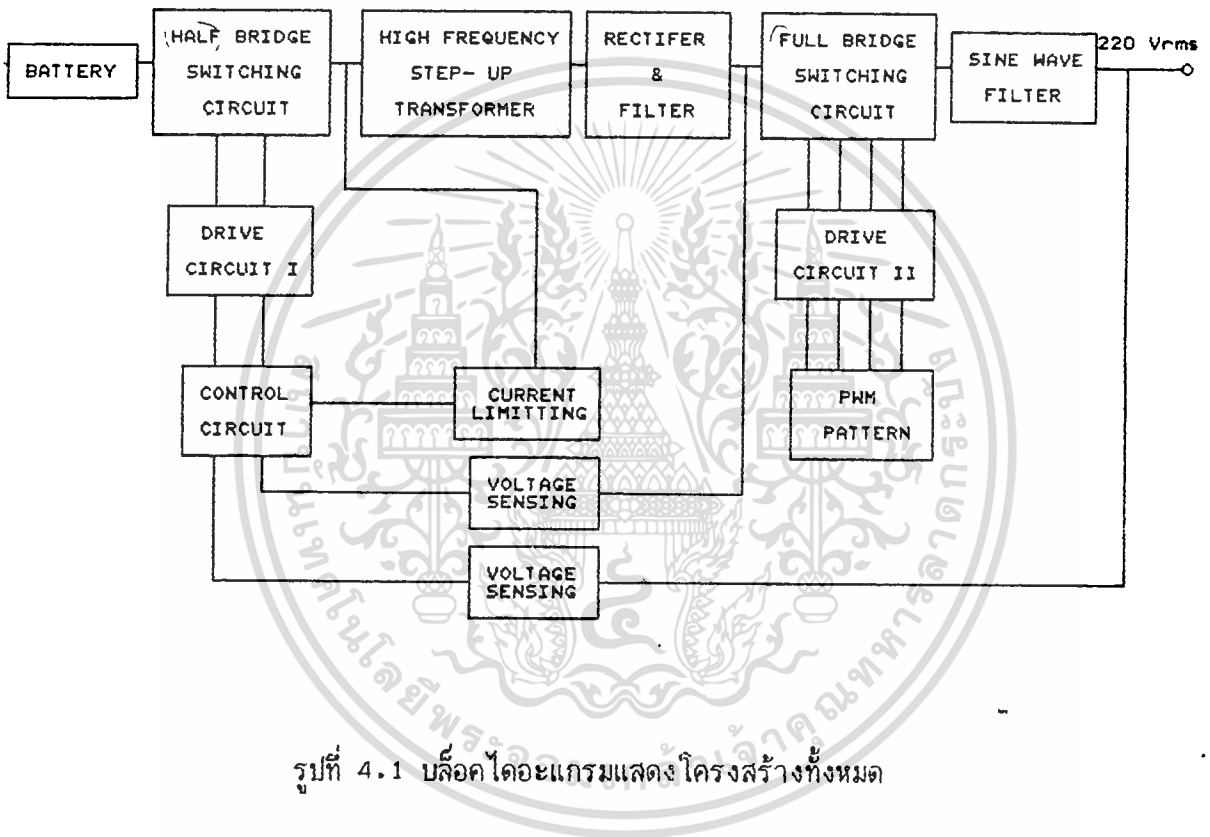 HALF BRIDGE
SWITCHING
CIRCUIT
HIGH FREQUENCY
STEP- UP
TRANSFORMER
RECTIFER
&
FILTER
FULL BRIDGE
SWITCHING
CIRCUIT
220 Vrms
BATTERY
SINE WAVE
FILTER
DRIVE
CIRCUIT I
DRIVE
CIRCUIT II
CONTROL
CIRCUIT
CURRENT
LIMITTING
PWM
PATTERN
VOLTAGE
SENSING
VOLTAGE
SENSING
รูปที่ 4.1 บล็อคไดอะแกรมแสดงโครงสร้างทั้งหมด